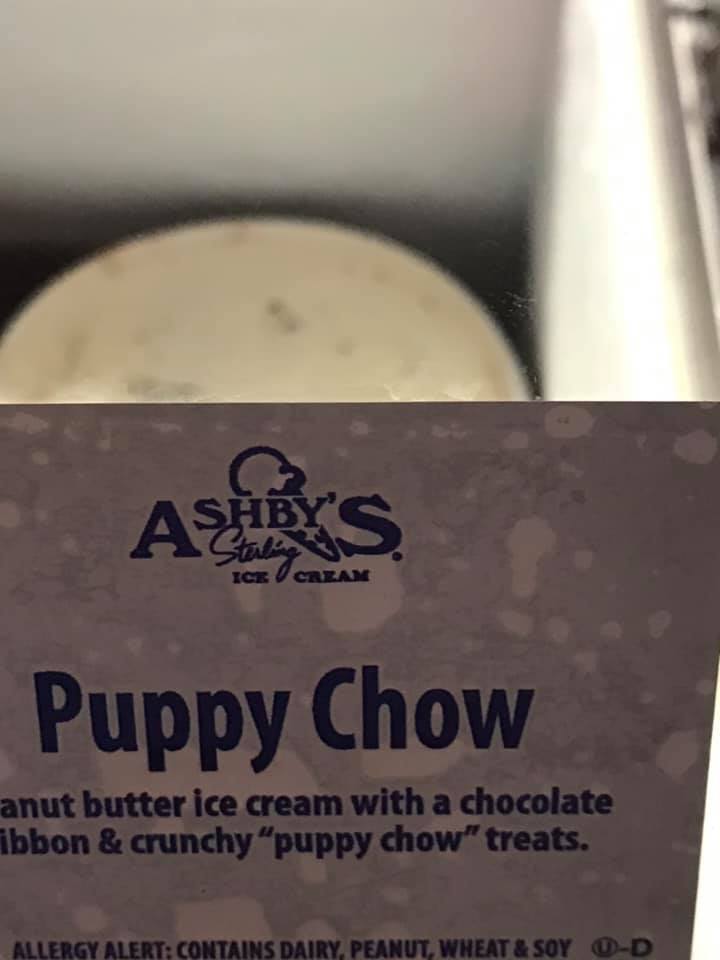 ASHBY'S
Sterling
ICE CREAM
Puppy Chow
anut butter ice cream with a chocolate
ibbon & crunchy “puppy chow” treats.
ALLERGY ALERT: CONTAINS DAIRY, PEANUT, WHEAT & SOY Ⓤ-D